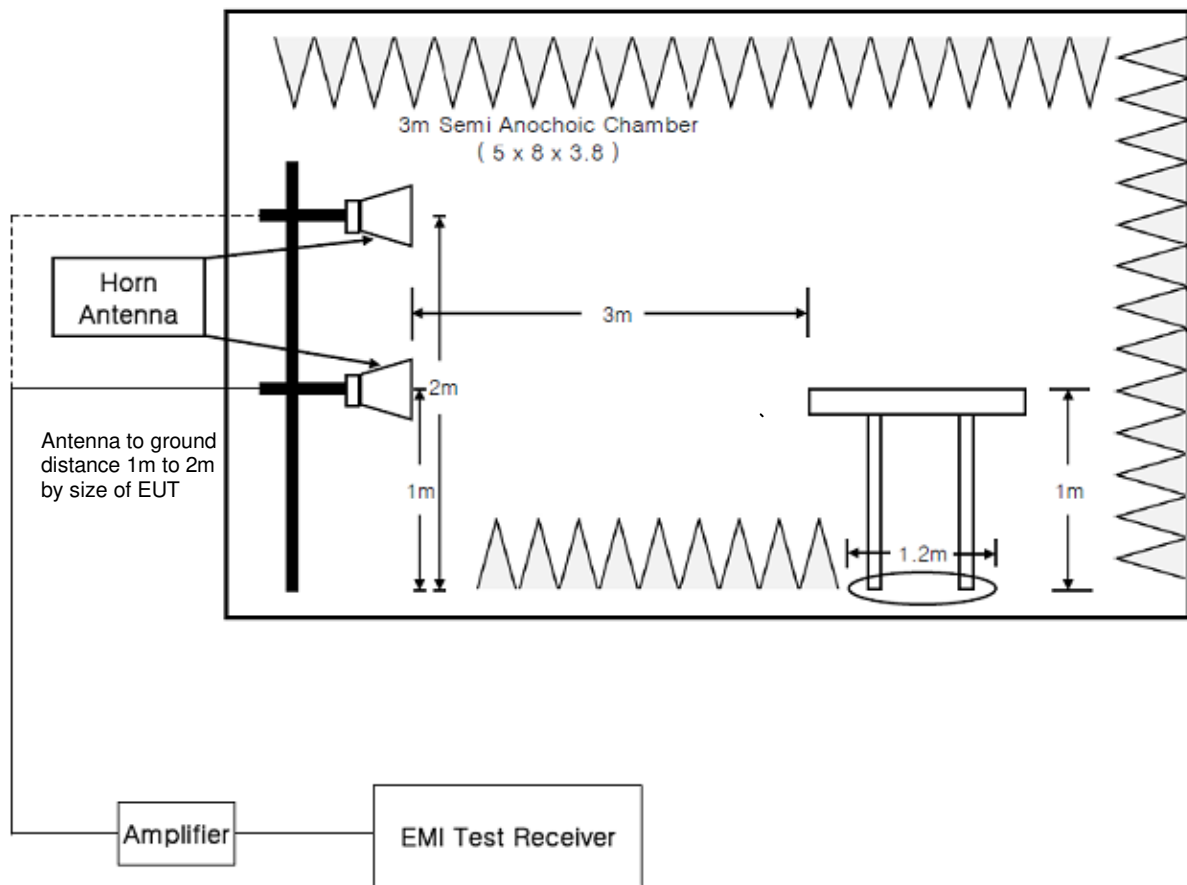 3m Semi Anochoic Chamber
( 5 x 8 x 3.8 )
Horn
Antenna
3m
2m
Antenna to ground
distance 1m to 2m
by size of EUT
1m
1m
1.2m
Amplifier
EMI Test Receiver